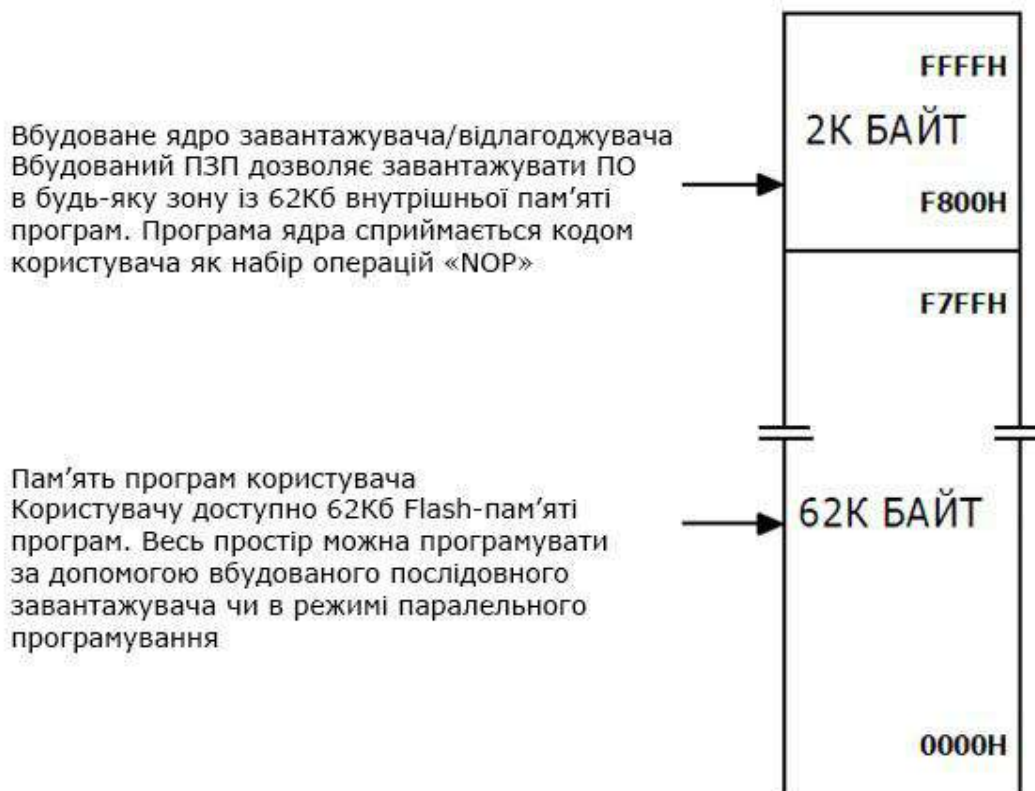 FFFFH
Вбудоване ядро завантажувача/відлагоджувача
Вбудований ПЗП дозволяє завантажувати ПО
в будь-яку зону із 62Кб внутрішньої пам’яті
програм. Програма ядра сприймається кодом
користувача як набір операцій «NOP»
2К БАЙТ
F800H
F7FFH
Пам’ять програм користувача
Користувачу доступно 62Кб Flash-пам’яті
програм. Весь простір можна програмувати
за допомогою вбудованого послідовного
завантажувача чи в режимі паралельного
програмування
62К БАЙТ
0000H